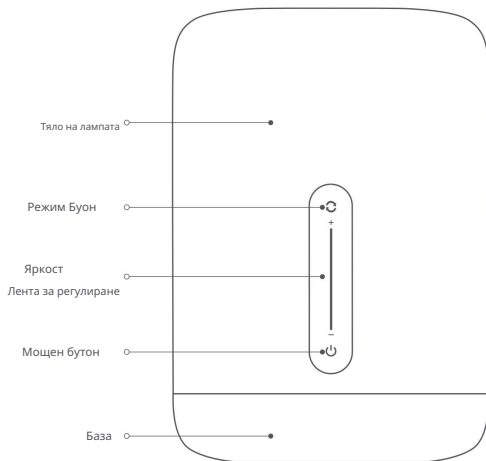 Тяло на лампата
Режим Буон
+
Яркост
Лента за регулиране
–
Мощен бутон
База